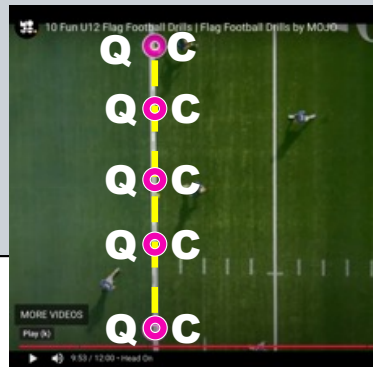 10 Fun U12 Flag Football Drills | Flag Football Drills by MOJO
Q C
Q C
Q C
Q C
Q C
MORE VIDEOS
Play (k)
9:53 / 12:00 • Head On